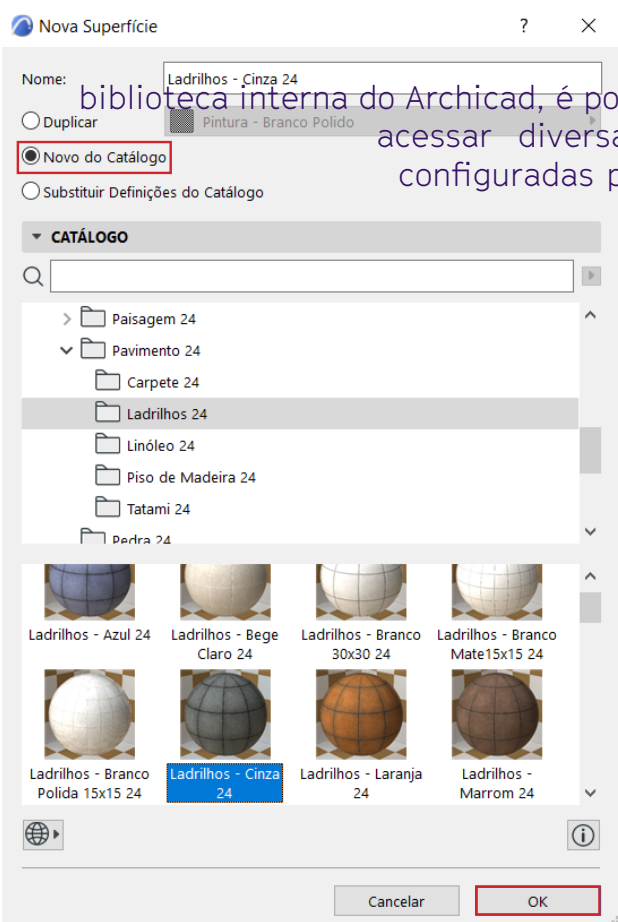 Nova Superfície
?
Nome:
Ladrilhos - Cinza 24
biblioteca interna do Archicad, é po
Duplicar
Pintura - Branco Polido
acessar diversa
Novo do Catálogo
configuradas p
Substituir Definições do Catálogo
CATÁLOGO
Paisagem 24
Pavimento 24
Carpete 24
Ladrilhos 24
Linóleo 24
Piso de Madeira 24
Tatami 24
Pedra 24
Ladrilhos - Azul 24
Ladrilhos - Bege
Claro 24
Ladrilhos - Branco
30x30 24
Ladrilhos - Branco
Mate15x15 24
Ladrilhos - Branco
Polida 15x15 24
Ladrilhos - Cinza
24
Ladrilhos - Laranja
24
Ladrilhos -
Marrom 24
Cancelar
OK